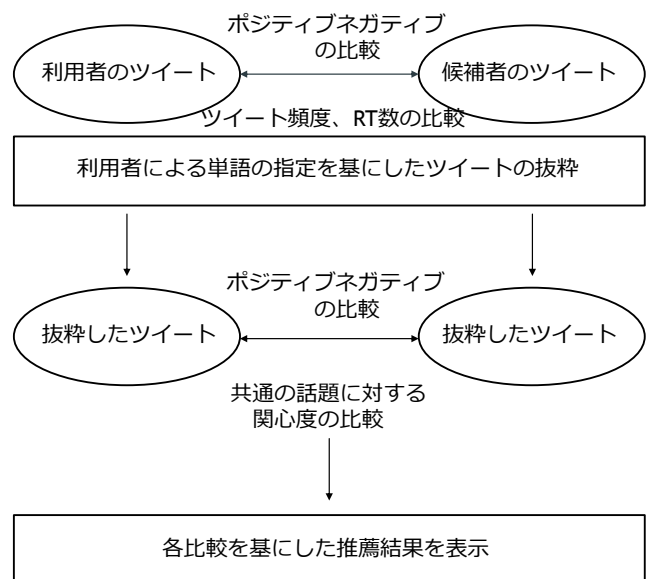 ポジティブネガティブ
の比較
利用者のツイート
候補者のツイート
ツイート頻度、RT数の比較
利用者による単語の指定を基にしたツイートの抜粋
ポジティブネガティブ
の比較
抜粋したツイート
抜粋したツイート
共通の話題に対する
関心度の比較
各比較を基にした推薦結果を表示